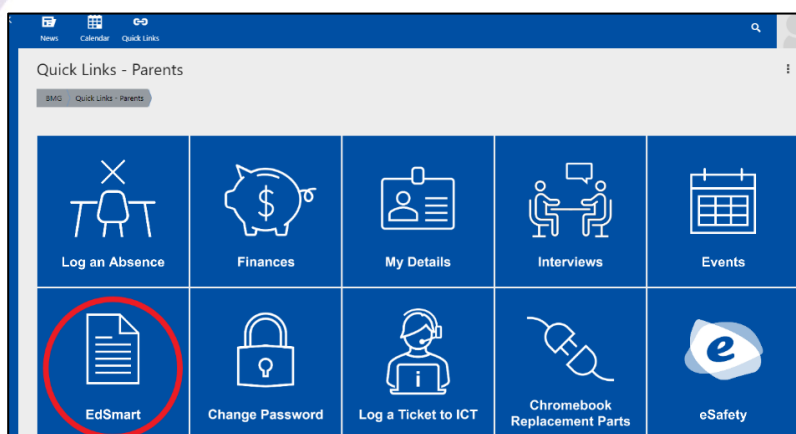 News Calendar Quick Links
Quick Links - Parents
BMG Quick Links - Parents
$
Log an Absence Finances My Details Interviews Events
i
e
EdSmart Change Password Log a Ticket to ICT Chromebook Replacement Parts eSafety